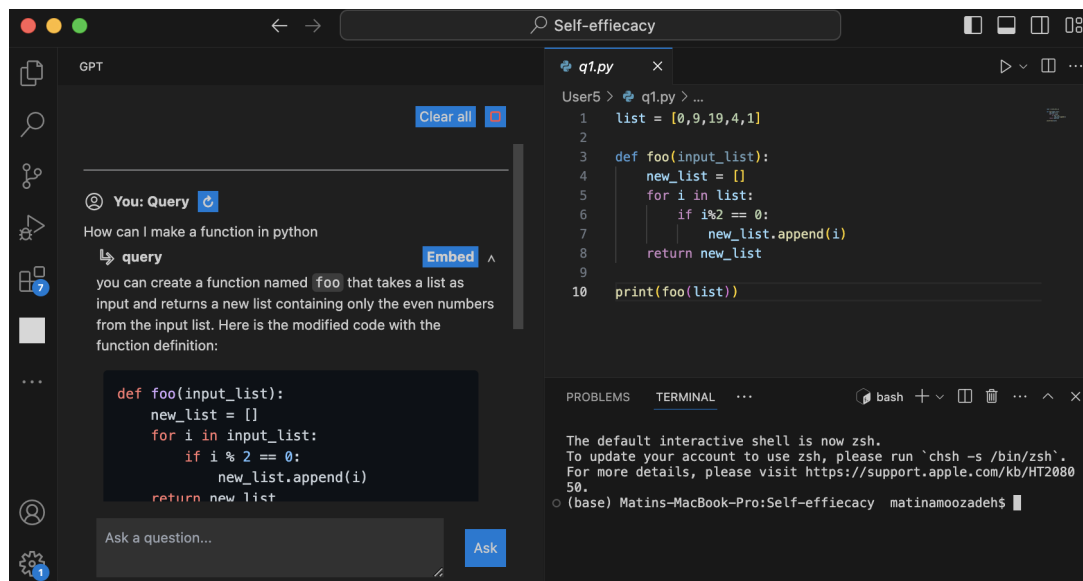 Self-effiecacy
GPT
Clear all
You: Query
How can I make a function in python
query
Embed
you can create a function named foo that takes a list as
input and returns a new list containing only the even numbers
from the input list. Here is the modified code with the
function definition:
def foo(input_list):
    new_list = []
    for i in input_list:
        if i % 2 == 0:
            new_list.append(i)
    return new_list
Ask a question...
Ask
7
1
q1.py
User5 > q1.py > ...
1 list = [0,9,19,4,1]
2
3 def foo(input_list):
4     new_list = []
5     for i in list:
6         if i%2 == 0:
7             new_list.append(i)
8     return new_list
9
10 print(foo(list))
PROBLEMS TERMINAL ... bash
The default interactive shell is now zsh.
To update your account to use zsh, please run `chsh -s /bin/zsh`.
For more details, please visit https://support.apple.com/kb/HT2080
50.
(base) Matins-MacBook-Pro:Self-effiecacy matinamoozadeh$